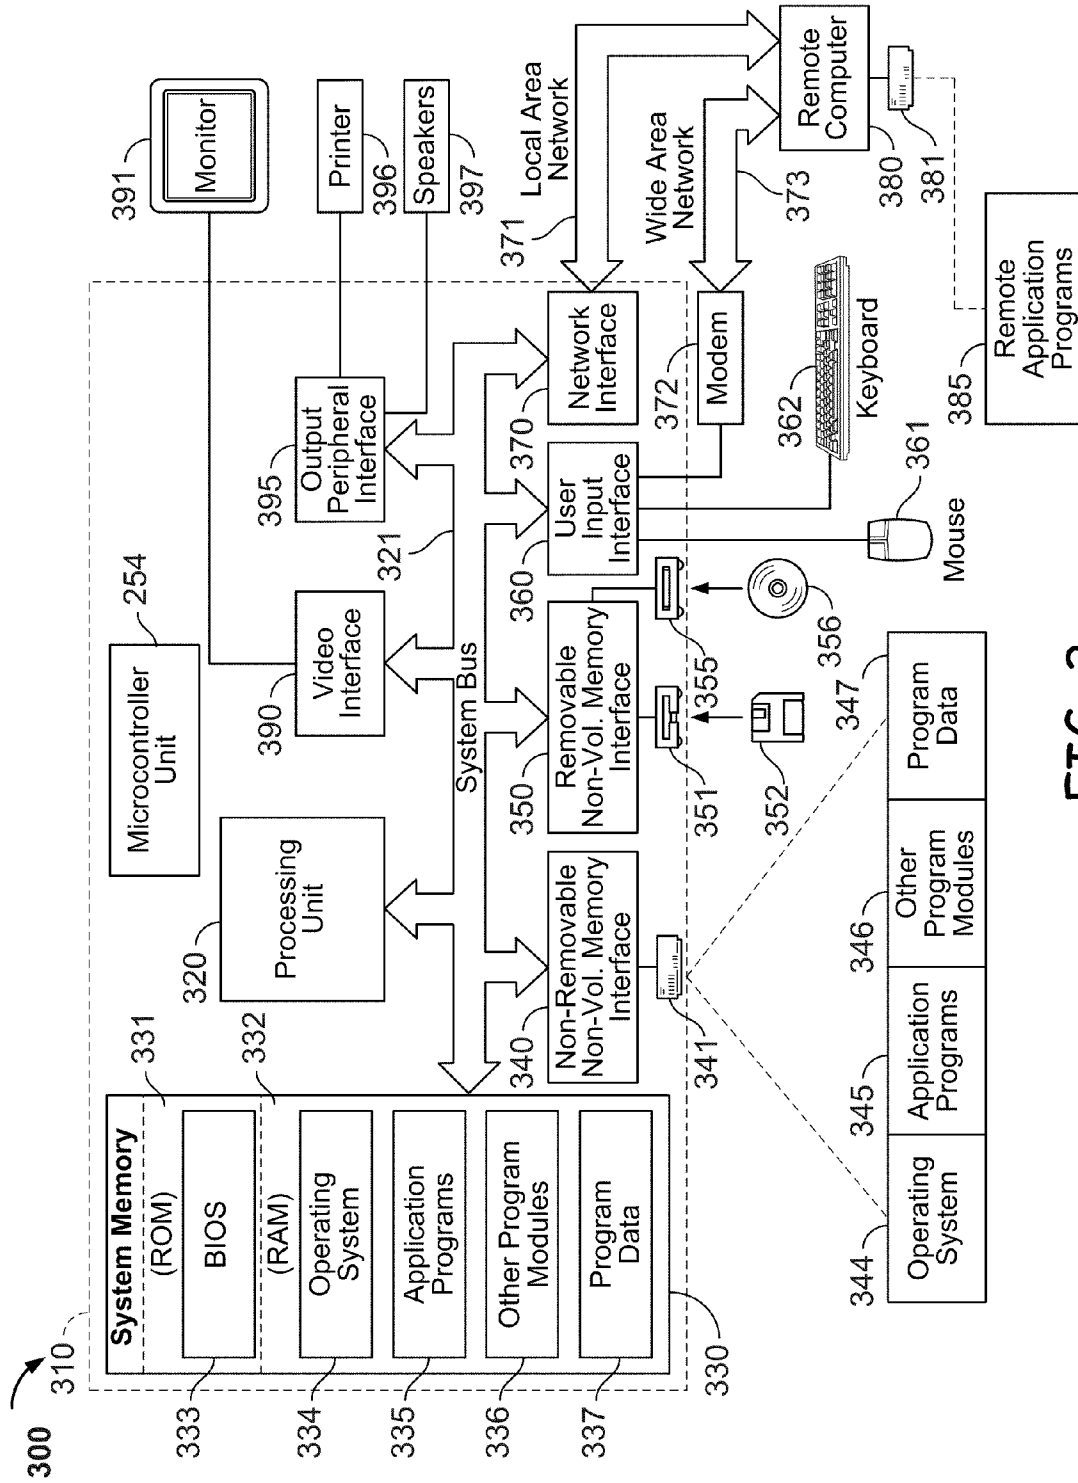 300
310
System Memory
(ROM)
331
BIOS
333
(RAM)
332
Operating
System
334
Application
Programs
335
Other Program
Modules
336
Program
Data
337
330
Processing
Unit
320
Microcontroller
Unit
254
Video
Interface
390
Output
Peripheral
Interface
395
Monitor
391
Printer
396
Speakers
397
System Bus
321
Non-Removable
Non-Vol. Memory
Interface
340
Removable
Non-Vol. Memory
Interface
350
User
Input
Interface
360
Network
Interface
370
Local Area
Network
371
Wide Area
Network
373
Modem
372
Remote
Computer
380
381
341
351
355
352
356
Mouse
361
Keyboard
362
Operating
System
344
Application
Programs
345
Other
Program
Modules
346
Program
Data
347
Remote
Application
Programs
385